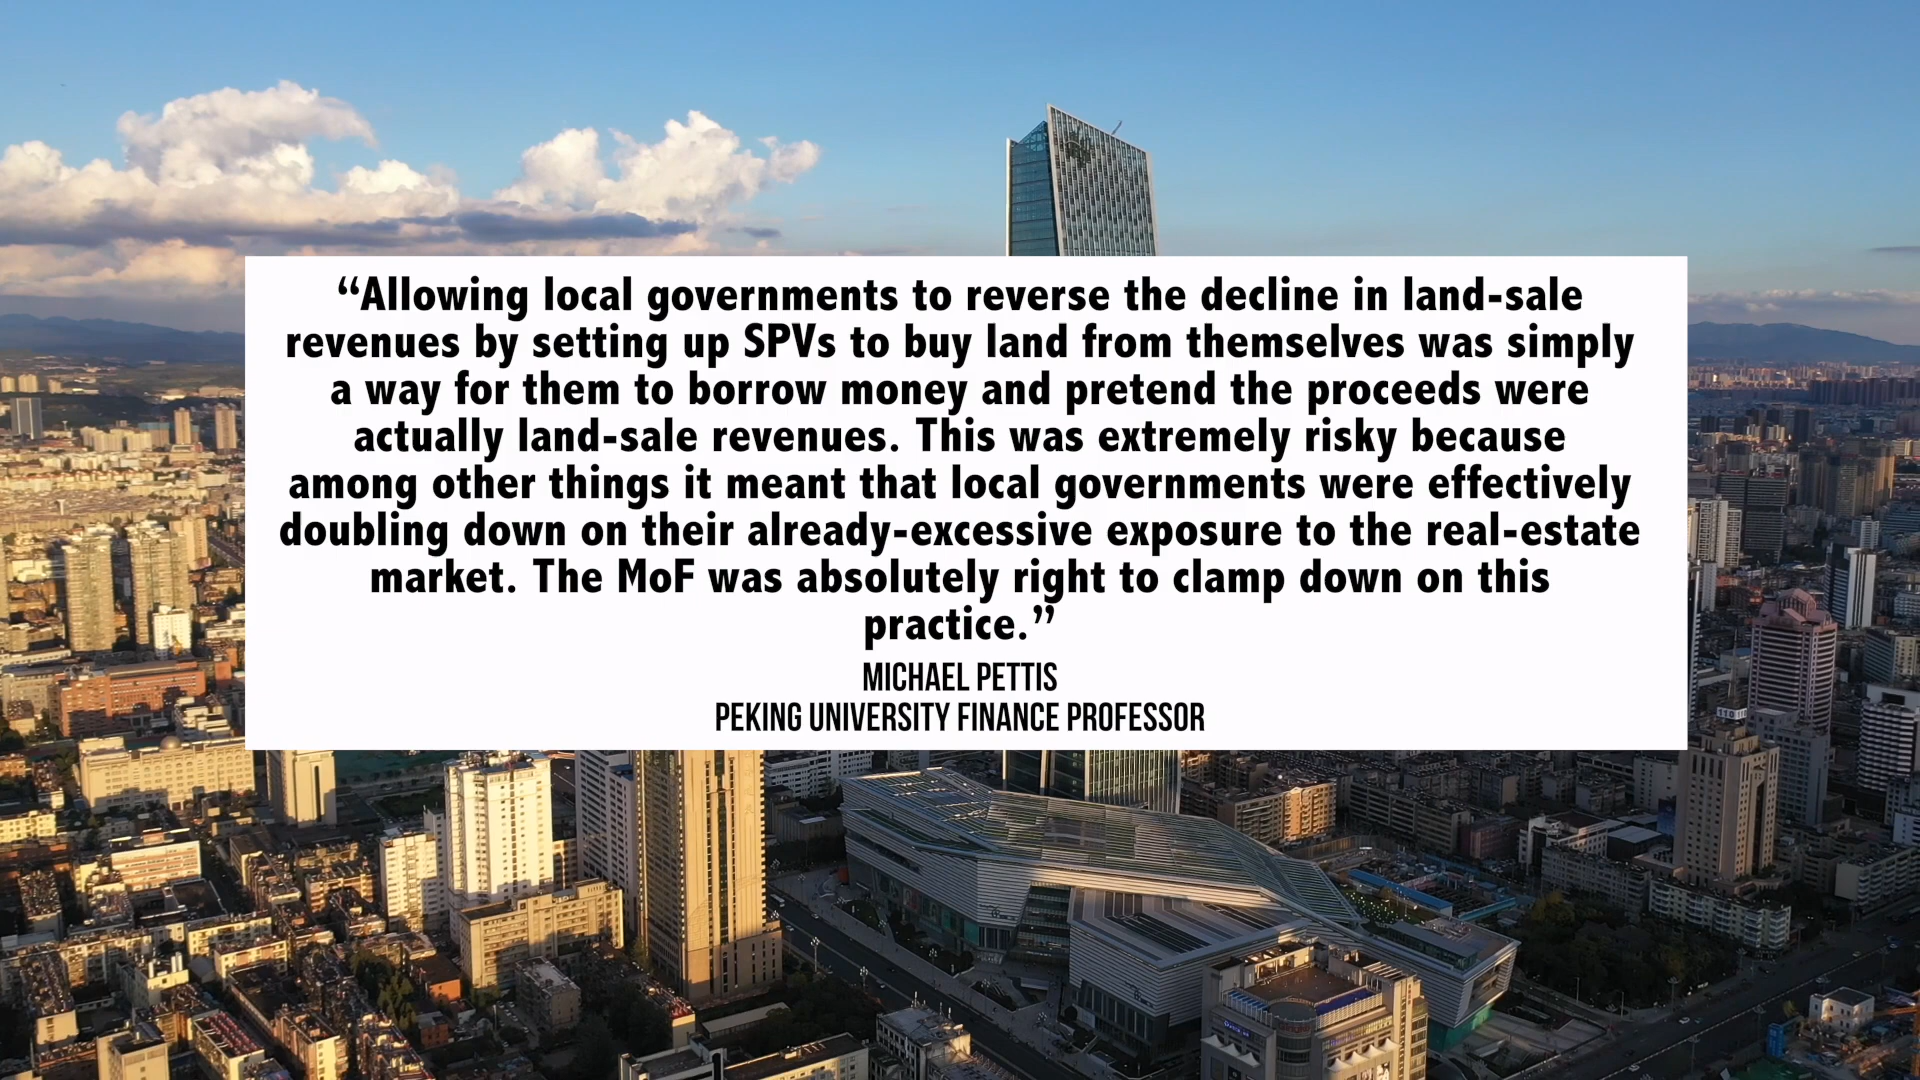 “Allowing local governments to reverse the decline in land-sale
revenues by setting up SPVs to buy land from themselves was simply
a way for them to borrow money and pretend the proceeds were
actually land-sale revenues. This was extremely risky because
among other things it meant that local governments were effectively
doubling down on their already-excessive exposure to the real-estate
market. The MoF was absolutely right to clamp down on this
practice.”
MICHAEL PETTIS
PEKING UNIVERSITY FINANCE PROFESSOR